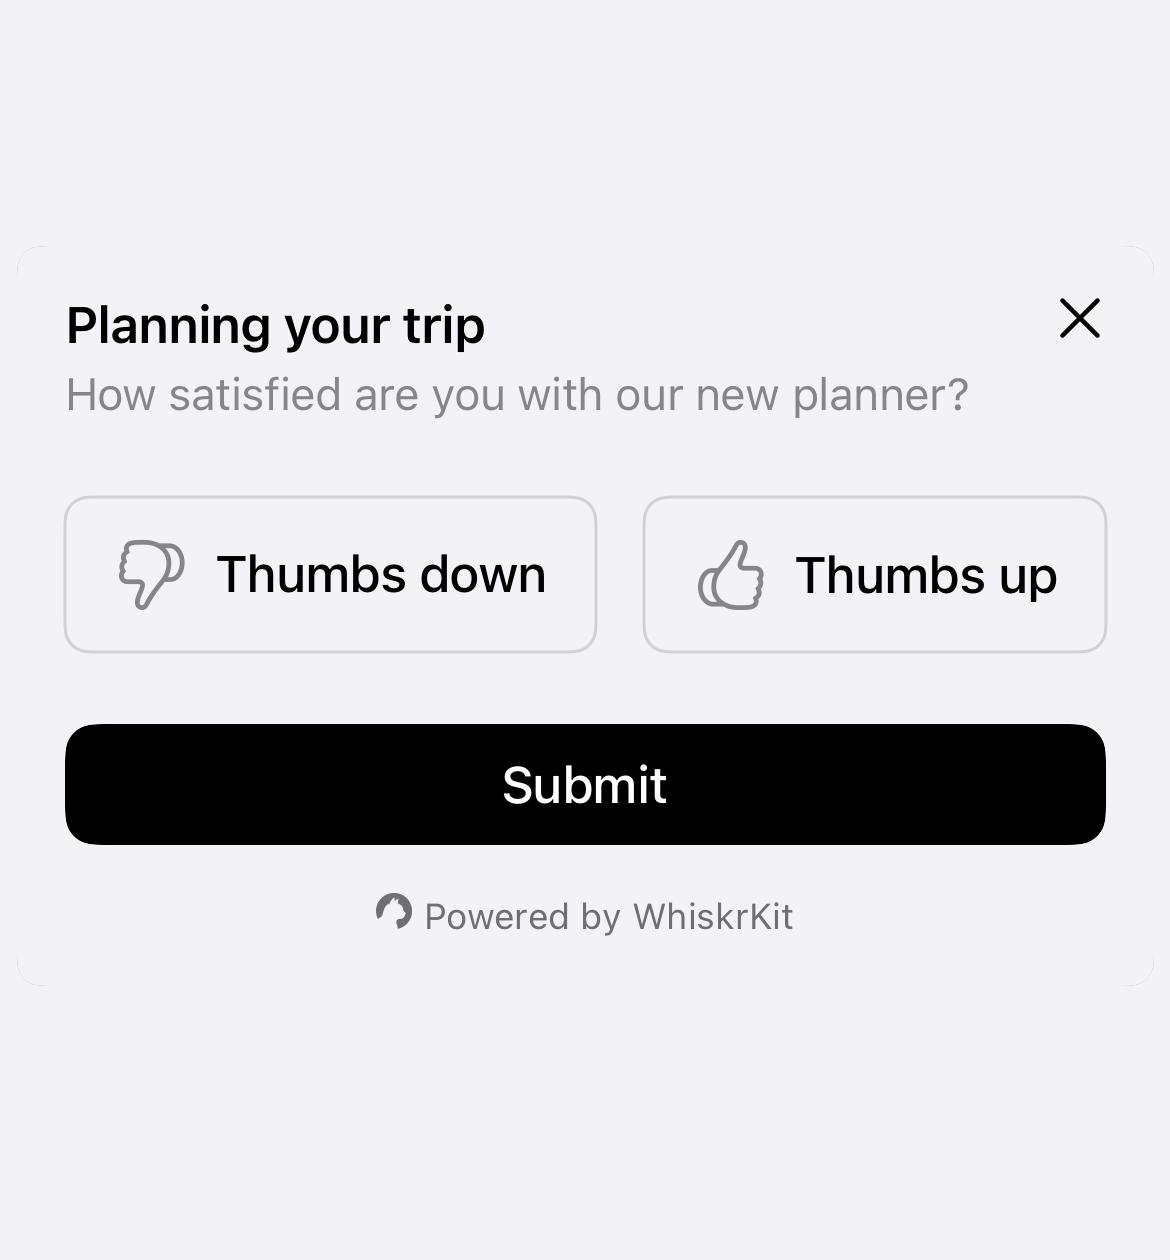 Planning your trip
How satisfied are you with our new planner?
Thumbs down
Thumbs up
Submit
Powered by WhiskrKit